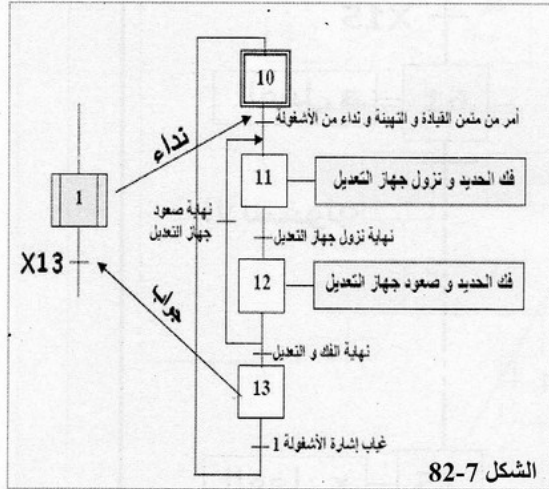 10
أمر من متمن القيادة و التهيئة و نداء من الأشغولة
نداء
11
فك الحديد و نزول جهاز التعديل
1
نهاية صعود
جهاز التعديل
نهاية نزول جهاز التعديل
X13
12
فك الحديد و صعود جهاز التعديل
جواب
نهاية الفك و التعديل
13
غياب إشارة الأشغولة 1
الشكل 7-82